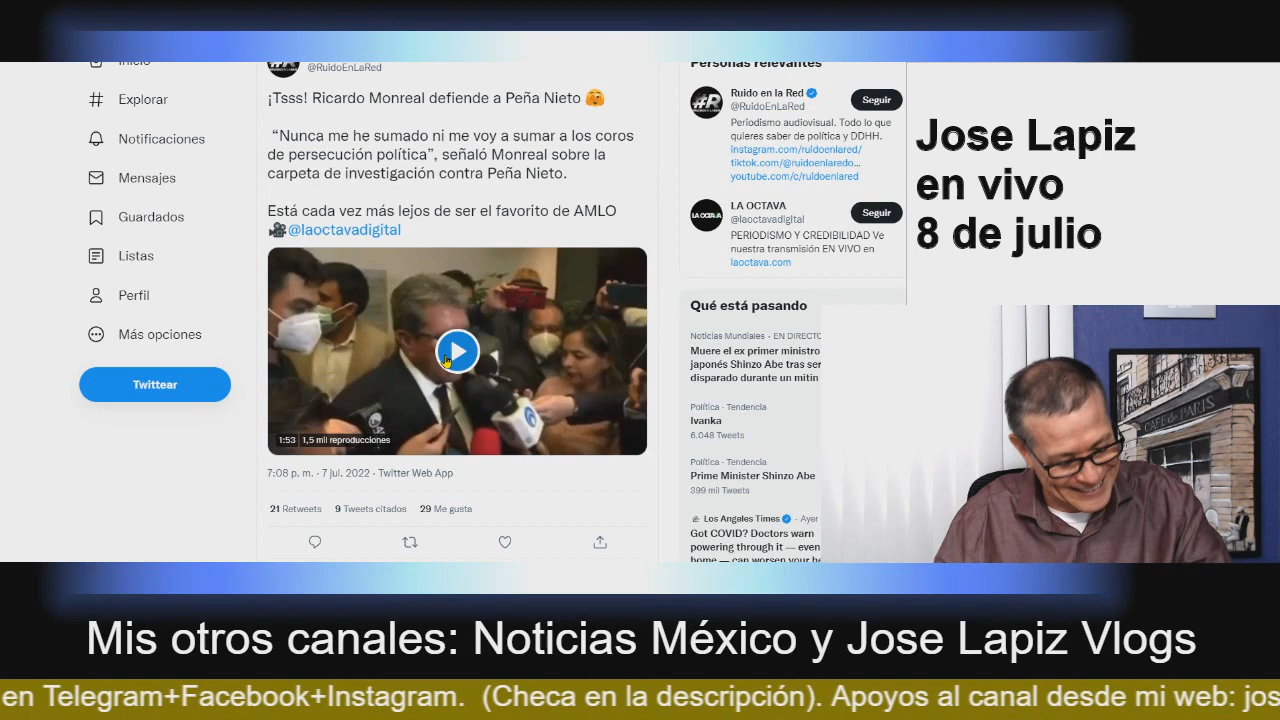 Inicio
Explorar
Notificaciones
Mensajes
Guardados
Listas
Perfil
Más opciones
Twittear
#R
@RuidoEnLaRed
¡Tsss! Ricardo Monreal defiende a Peña Nieto
“Nunca me he sumado ni me voy a sumar a los coros
de persecución política”, señaló Monreal sobre la
carpeta de investigación contra Peña Nieto.
Está cada vez más lejos de ser el favorito de AMLO
@laoctavadigital
1:53 1,5 mil reproducciones
7:08 p. m. · 7 jul. 2022 · Twitter Web App
21 Retweets 9 Tweets citados 29 Me gusta
Personas relevantes
#R
Ruido en la Red
@RuidoEnLaRed
Seguir
Periodismo audiovisual. Todo lo que
quieres saber de política y DDHH.
instagram.com/ruidoenlared/
tiktok.com/@ruidoenlaredo…
youtube.com/c/ruidoenlared
LA OCTAVA
LA OCTAVA
@laoctavadigital
Seguir
PERIODISMO Y CREDIBILIDAD Ve
nuestra transmisión EN VIVO en
laoctava.com
Qué está pasando
Noticias Mundiales · EN DIRECTO
Muere el ex primer ministro
japonés Shinzo Abe tras ser
disparado durante un mitin
Política · Tendencia
Ivanka
6.048 Tweets
Política · Tendencia
Prime Minister Shinzo Abe
399 mil Tweets
Los Angeles Times · Ayer
Got COVID? Doctors warn
powering through it — even
home — can worsen your
Jose Lapiz
en vivo
8 de julio
CAFE de PARIS
Mis otros canales: Noticias México y Jose Lapiz Vlogs
en Telegram+Facebook+Instagram. (Checa en la descripción). Apoyos al canal desde mi web: jos